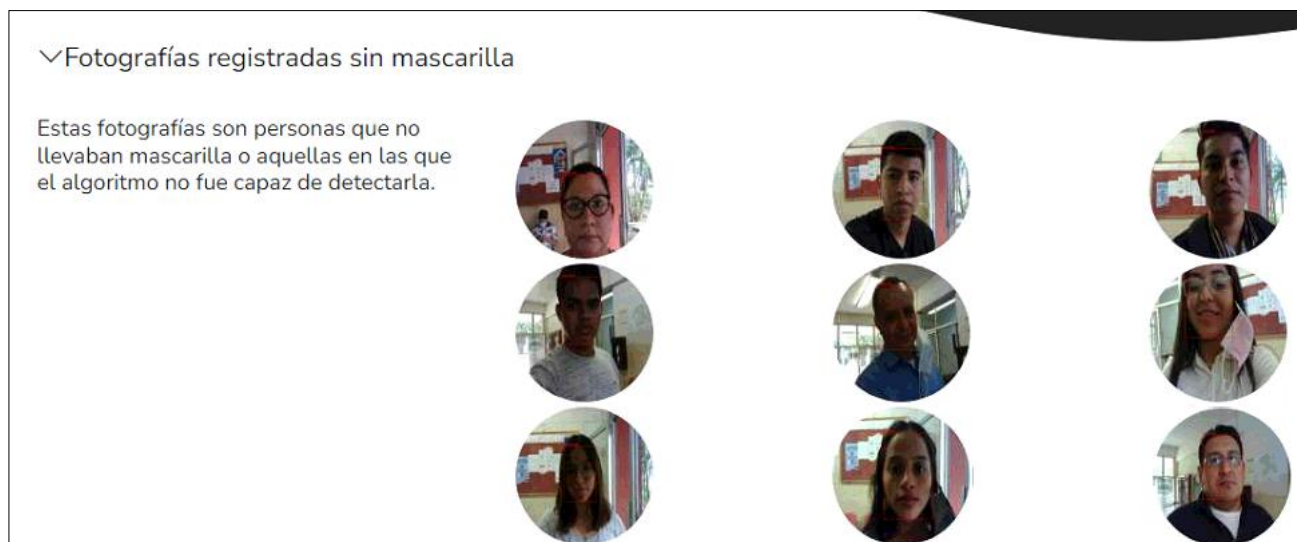 Fotografías registradas sin mascarilla
Estas fotografías son personas que no
llevaban mascarilla o aquellas en las que
el algoritmo no fue capaz de detectarla.